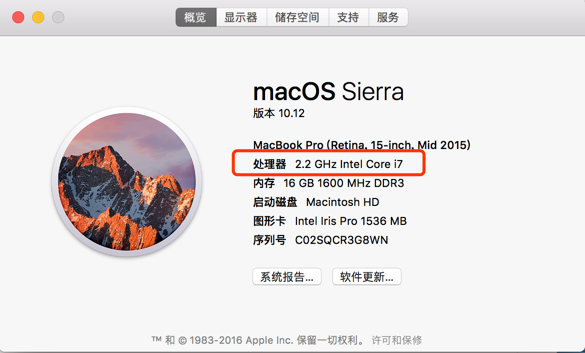 概览 显示器 储存空间 支持 服务
macOS Sierra
版本 10.12
MacBook Pro (Retina, 15-inch, Mid 2015)
处理器 2.2 GHz Intel Core i7
内存 16 GB 1600 MHz DDR3
启动磁盘 Macintosh HD
图形卡 Intel Iris Pro 1536 MB
序列号 C02SQCR3G8WN
系统报告... 软件更新...
™ 和 © 1983-2016 Apple Inc. 保留一切权利。 许可和保修